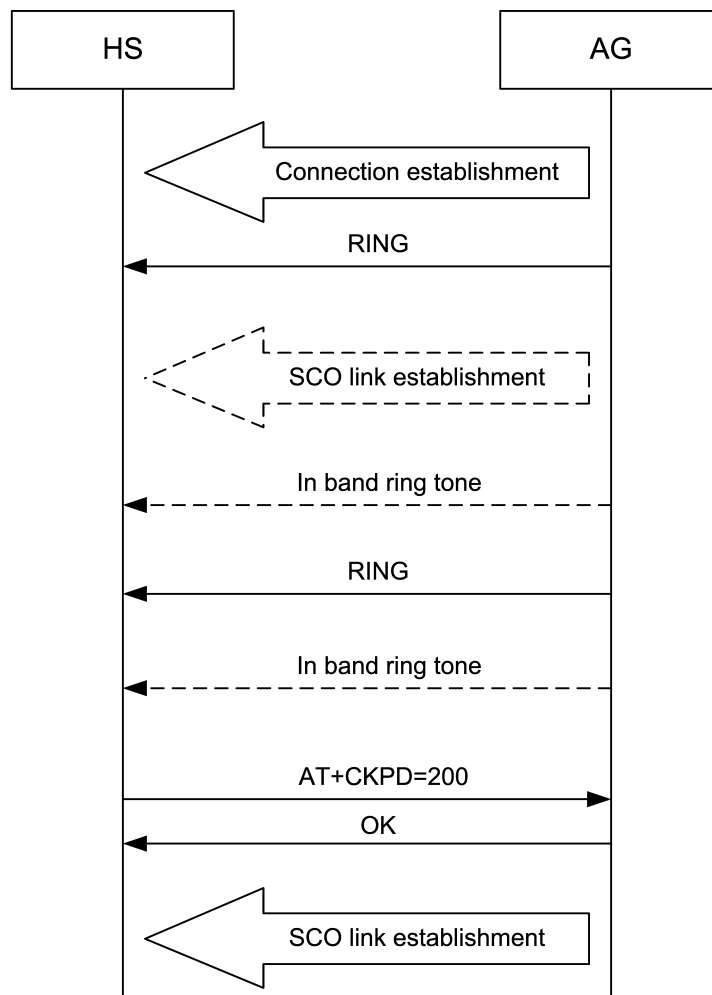 HS
AG
Connection establishment
RING
SCO link establishment
In band ring tone
RING
In band ring tone
AT+CKPD=200
OK
SCO link establishment